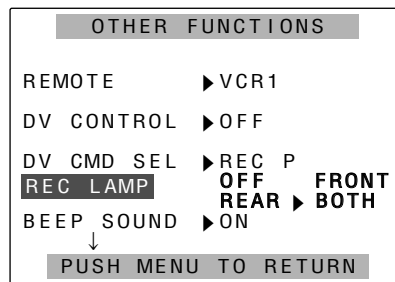 OTHER FUNCTIONS
REMOTE ▶VCR1
DV CONTROL ▶OFF
DV CMD SEL ▶REC P
REC LAMP OFF FRONT
REAR ▶ BOTH
BEEP SOUND ▶ON
↓
PUSH MENU TO RETURN